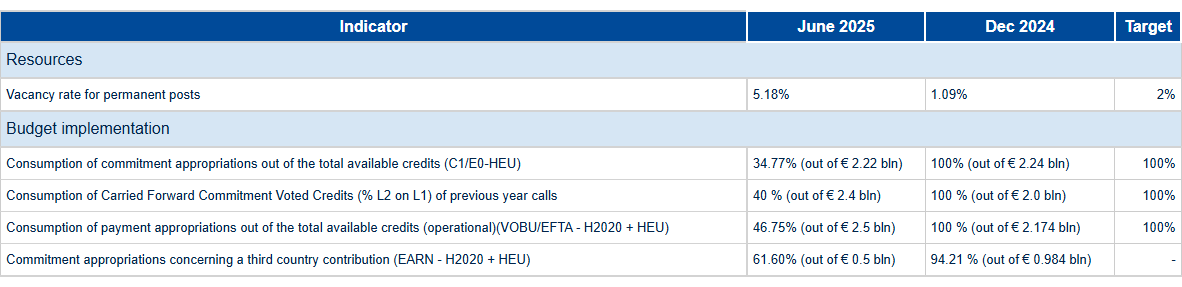 Indicator June 2025 Dec 2024 Target
Resources
Vacancy rate for permanent posts 5.18% 1.09% 2%
Budget implementation
Consumption of commitment appropriations out of the total available credits (C1/E0-HEU) 34.77% (out of € 2.22 bln) 100% (out of € 2.24 bln) 100%
Consumption of Carried Forward Commitment Voted Credits (% L2 on L1) of previous year calls 40 % (out of € 2.4 bln) 100 % (out of € 2.0 bln) 100%
Consumption of payment appropriations out of the total available credits (operational)(VOBU/EFTA - H2020 + HEU) 46.75% (out of € 2.5 bln) 100 % (out of € 2.174 bln) 100%
Commitment appropriations concerning a third country contribution (EARN - H2020 + HEU) 61.60% (out of € 0.5 bln) 94.21 % (out of € 0.984 bln) -